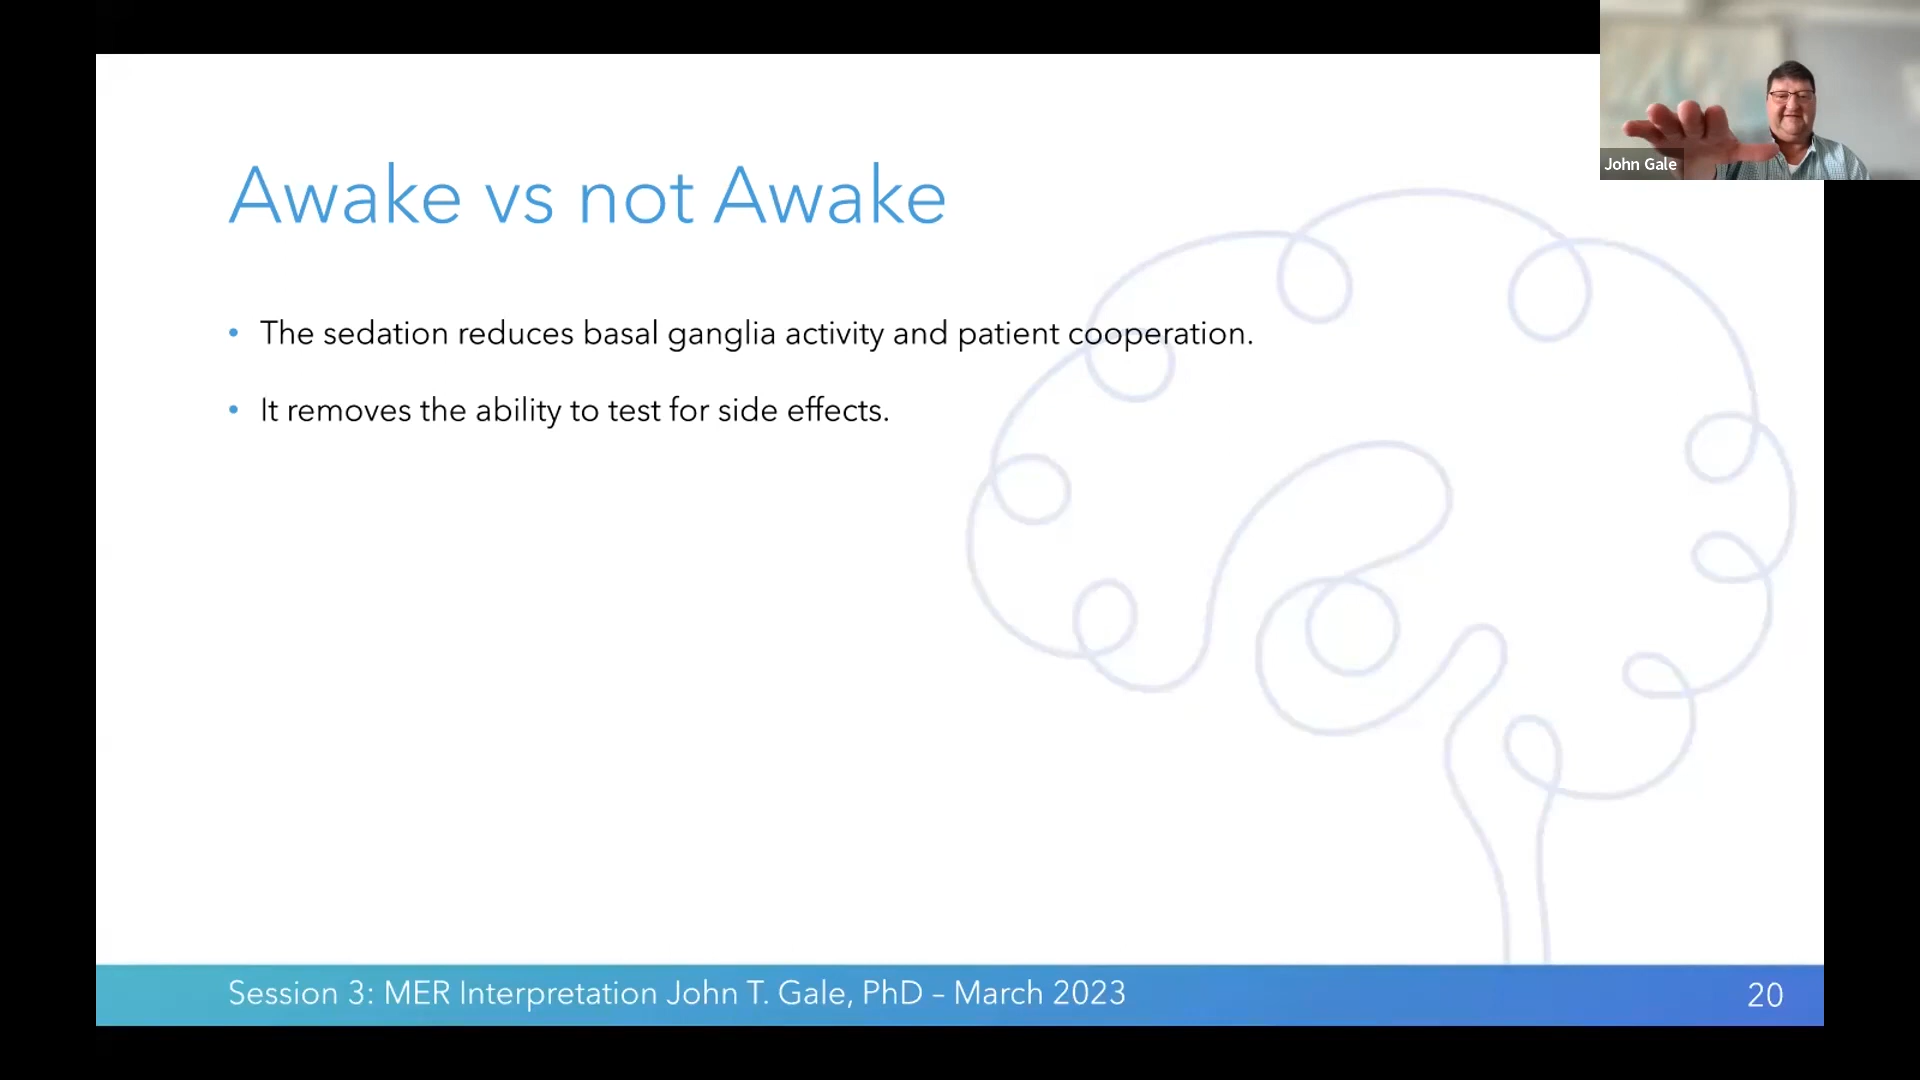 John Gale
Awake vs not Awake
• The sedation reduces basal ganglia activity and patient cooperation.
• It removes the ability to test for side effects.
Session 3: MER Interpretation John T. Gale, PhD – March 2023
20